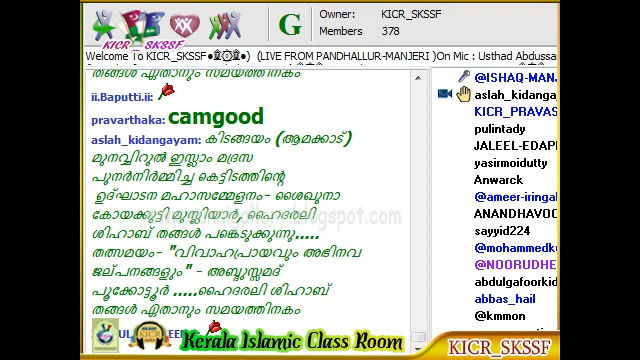 KICR_SKSSF
G
Owner: KICR_SKSSF
Members 378
Welcome To KICR_SKSSF
(LIVE FROM PANDHALLUR-MANJERI )On Mic : Usthad Abdussa
തങ്ങൾ ഏതാനും സമയത്തിനകം
ii.Baputti.ii:
pravarthaka: camgood
aslah_kidangayam: കിടങ്ങയം (ആമക്കാട്)
മുനവ്വിറുൽ ഇസ്ലാം മദ്രസ
പുനർനിർമ്മിച്ച കെട്ടിടത്തിന്റെ
ഉദ്ഘാടന മഹാസമ്മേളനം- ശൈഖുനാ
കോയക്കുട്ടി മുസ്ലിയാർ, ഹൈദരലി
ശിഹാബ് തങ്ങൾ പങ്കെടുക്കുന്നു.....
തത്സമയം- "വിവാഹപ്രായവും അഭിനവ
ജല്പനങ്ങളും" - അബ്ദുസ്സമദ്
പൂക്കോട്ടൂർ .....ഹൈദരലി ശിഹാബ്
തങ്ങൾ ഏതാനും സമയത്തിനകം
@ISHAQ-MANJ
aslah_kidanga
KICR_PRAVAS
pulintady
JALEEL-EDAP
yasirmoidutty
Anwarck
@ameer-iringal
ANANDHAVOO
sayyid224
@mohammedk
@NOORUDHE
abdulgafoorkid
abbas_hail
@kmmon
Kerala Islamic Class Room
KICR_SKSSF